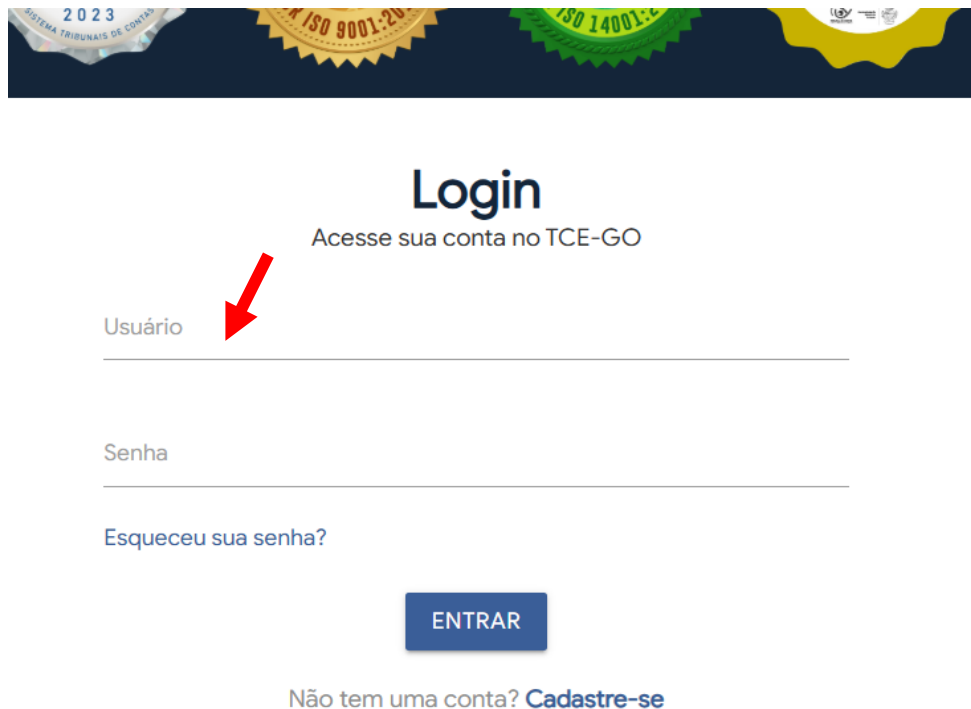 2023
SISTEMA TRIBUNAIS DE CONTAS
ISO 9001:20
ISO 14001:2
Login
Acesse sua conta no TCE-GO
Usuário
Senha
Esqueceu sua senha?
ENTRAR
Não tem uma conta? Cadastre-se